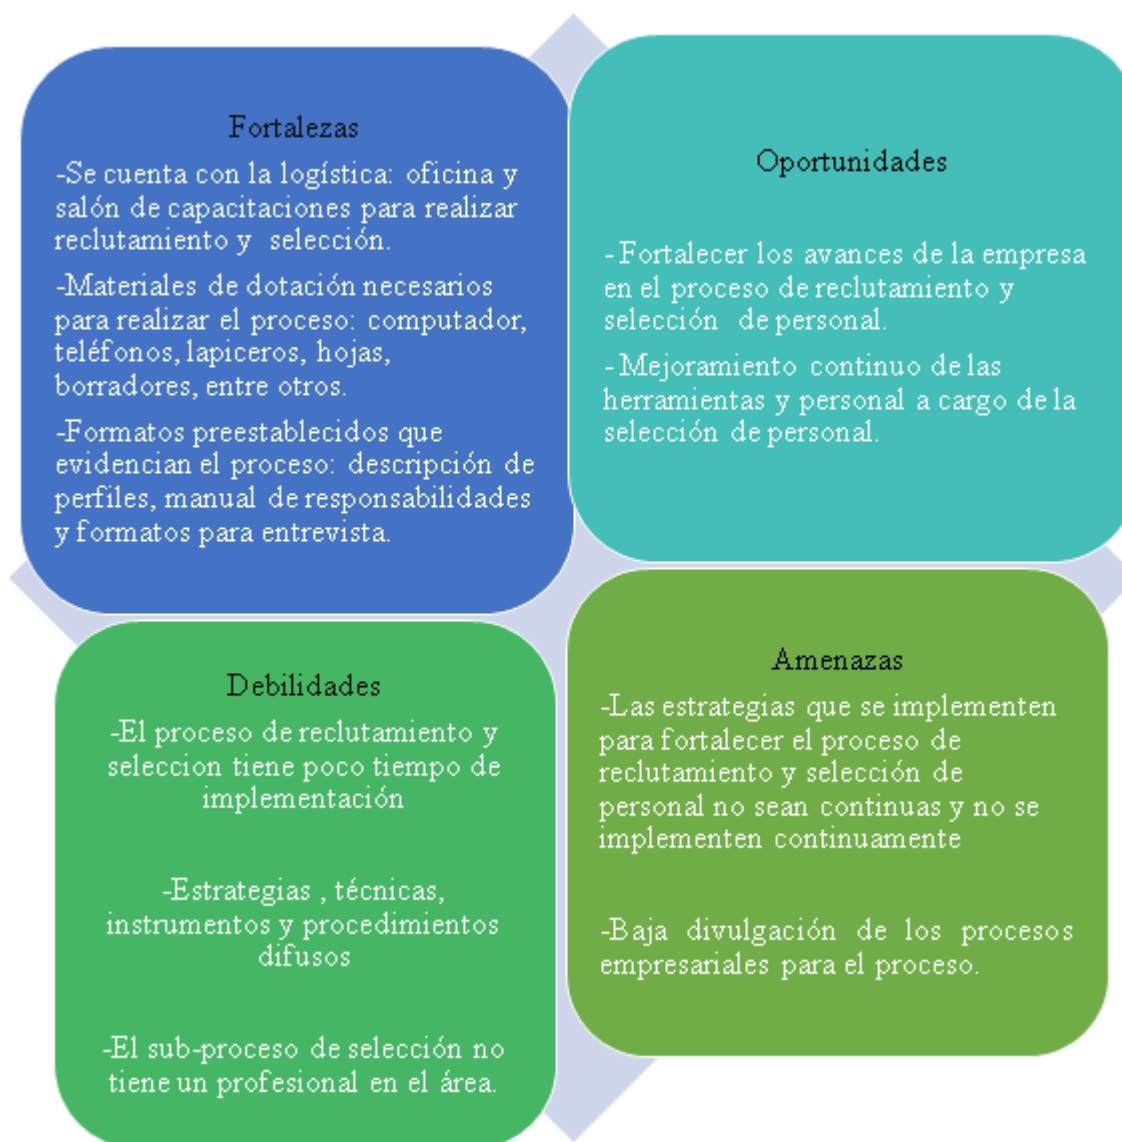 Fortalezas
-Se cuenta con la logística: oficina y
salón de capacitaciones para realizar
reclutamiento y selección.
-Materiales de dotación necesarios
para realizar el proceso: computador,
teléfonos, lapiceros, hojas,
borradores, entre otros.
-Formatos preestablecidos que
evidencian el proceso: descripción de
perfiles, manual de responsabilidades
y formatos para entrevista.
Oportunidades
- Fortalecer los avances de la empresa
en el proceso de reclutamiento y
selección de personal.
- Mejoramiento continuo de las
herramientas y personal a cargo de la
selección de personal.
Debilidades
-El proceso de reclutamiento y
seleccion tiene poco tiempo de
implementación
-Estrategias , técnicas,
instrumentos y procedimientos
difusos
-El sub-proceso de selección no
tiene un profesional en el área.
Amenazas
-Las estrategias que se implementen
para fortalecer el proceso de
reclutamiento y selección de
personal no sean continuas y no se
implementen continuamente
-Baja divulgación de los procesos
empresariales para el proceso.